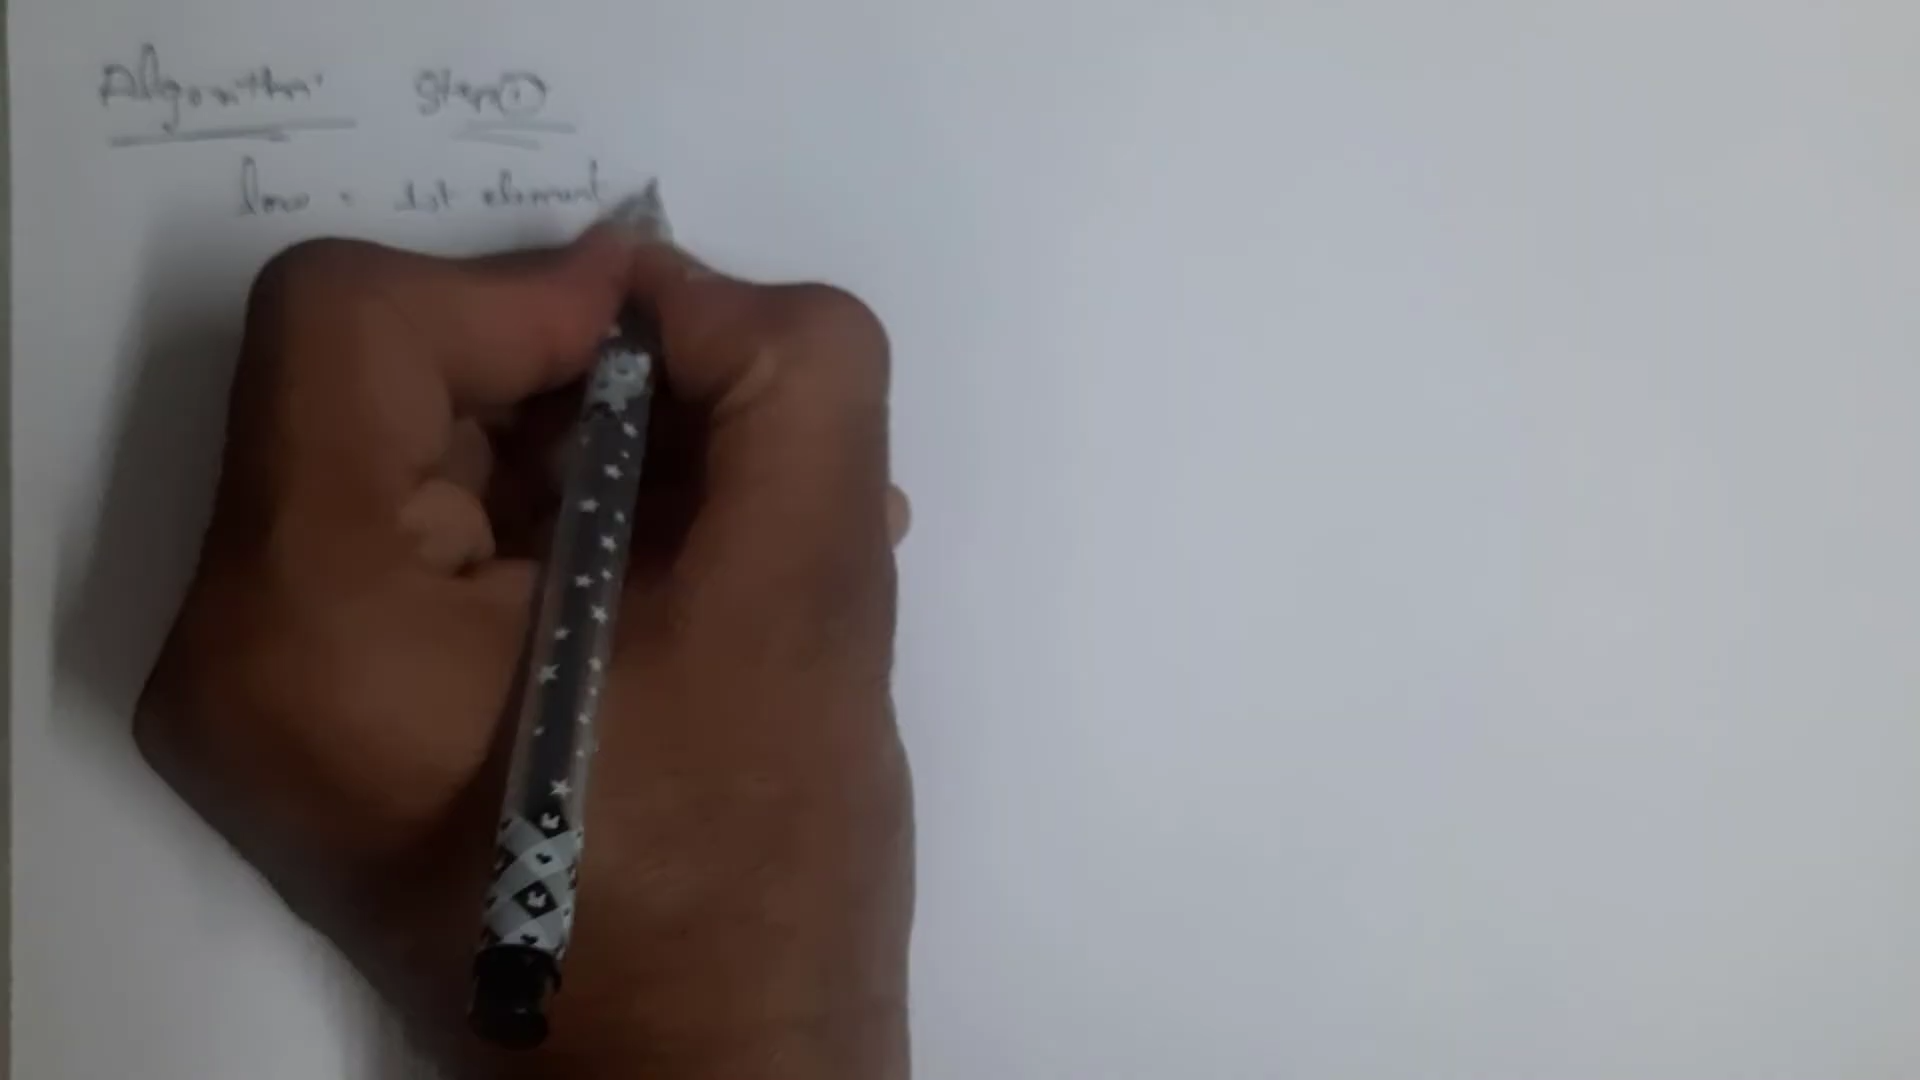 Algorithm Step①
low = 1st element